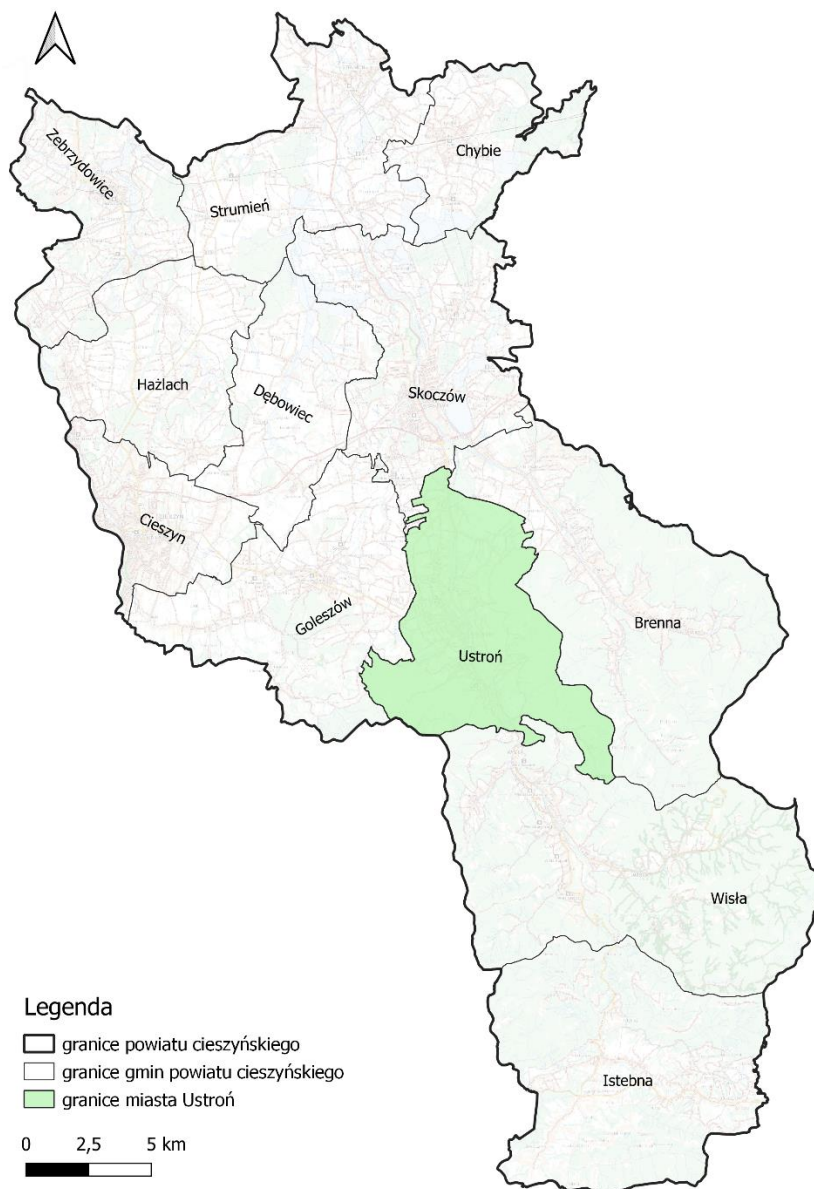 Zebrzydowice
Chybie
Strumień
Hażlach
Dębowiec
Skoczów
Cieszyn
Goleszów
Brenna
Ustroń
Wisła
Istebna
Legenda
granice powiatu cieszyńskiego
granice gmin powiatu cieszyńskiego
granice miasta Ustroń
0 2,5 5 km